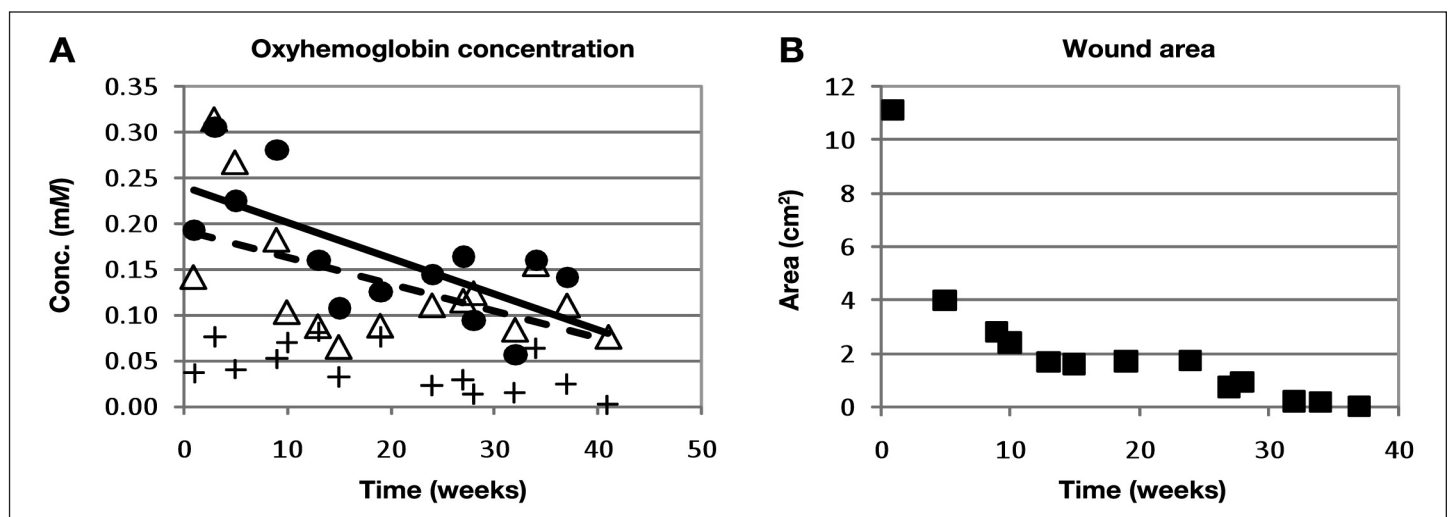 A
Oxyhemoglobin concentration
Conc. (mM)
0.35
0.30
0.25
0.20
0.15
0.10
0.05
0.00
0 10 20 30 40 50
Time (weeks)
B
Wound area
Area (cm²)
12
10
8
6
4
2
0
0 10 20 30 40
Time (weeks)